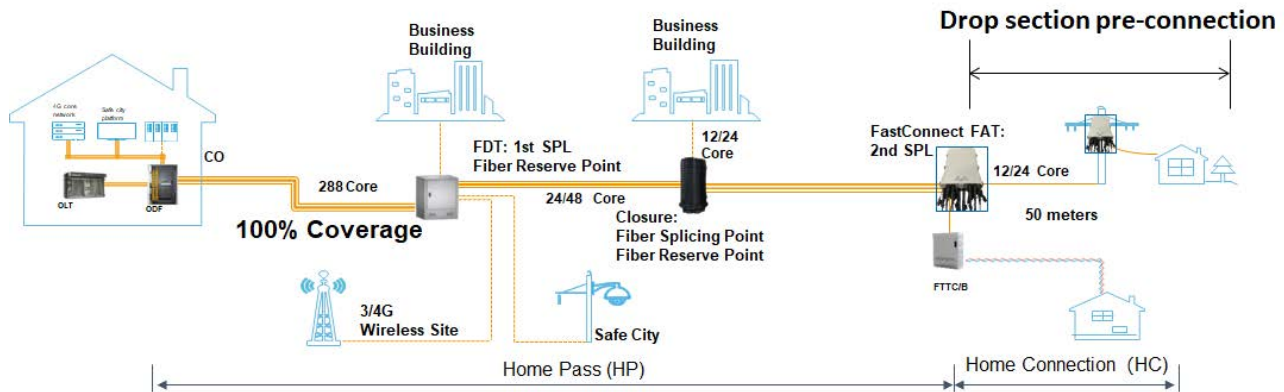 Drop section pre-connection
Business
Building
Business
Building
network
Safe city
platform
CO
OLT
ODF
288 Core
100% Coverage
FDT: 1st SPL
Fiber Reserve Point
24/48 Core
12/24
Core
Closure:
Fiber Splicing Point
Fiber Reserve Point
FastConnect FAT:
2nd SPL
12/24 Core
50 meters
FTTC/B
3/4G
Wireless Site
Safe City
Home Pass (HP)
Home Connection (HC)